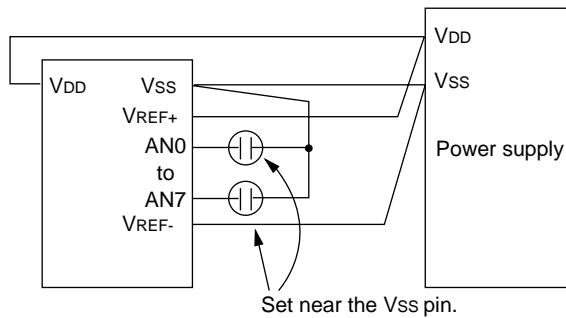 VDD
VSS
VREF+
AN0
to
AN7
VREF-
VDD
VSS
Power supply
Set near the VSS pin.